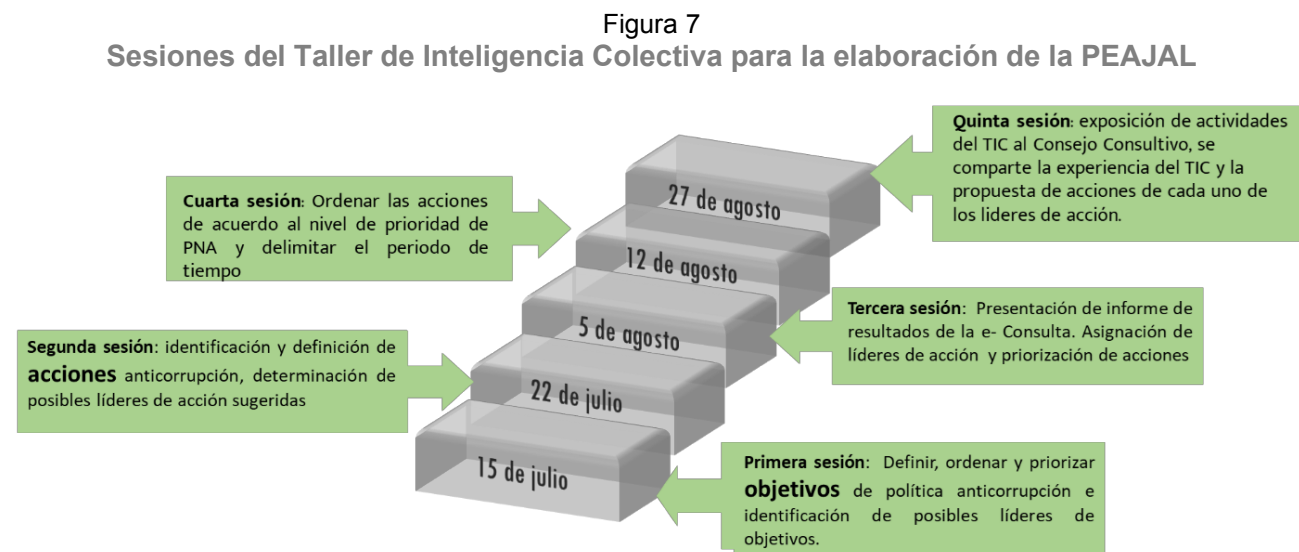 Figura 7
Sesiones del Taller de Inteligencia Colectiva para la elaboración de la PEAJAL
Quinta sesión: exposición de actividades
del TIC al Consejo Consultivo, se
comparte la experiencia del TIC y la
propuesta de acciones de cada uno de
los lideres de acción.
27 de agosto
Cuarta sesión: Ordenar las acciones
de acuerdo al nivel de prioridad de
PNA y delimitar el periodo de
tiempo
12 de agosto
Tercera sesión: Presentación de informe de
resultados de la e- Consulta. Asignación de
líderes de acción y priorización de acciones
5 de agosto
Segunda sesión: identificación y definición de
acciones anticorrupción, determinación de
posibles líderes de acción sugeridas
22 de julio
Primera sesión: Definir, ordenar y priorizar
objetivos de política anticorrupción e
identificación de posibles líderes de
objetivos.
15 de julio